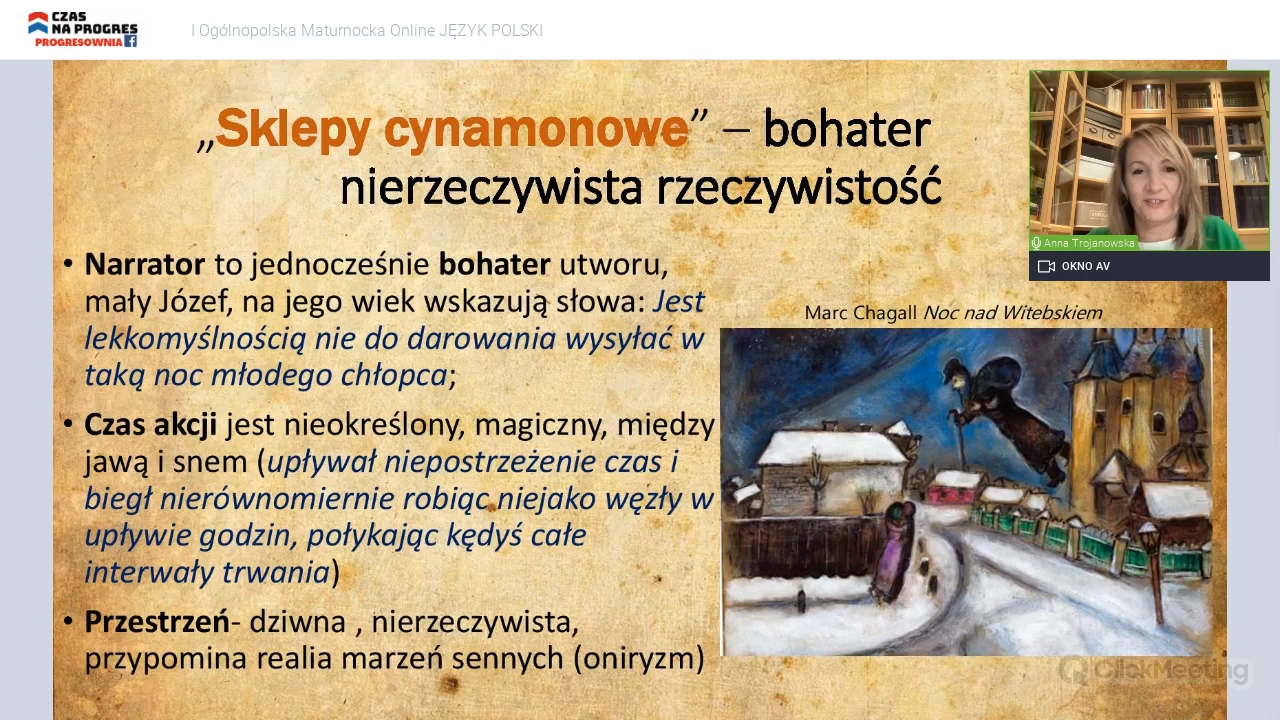 CZAS
NA PROGRES
PROGRESOWNIA
I Ogólnopolska Maturnocka Online JĘZYK POLSKI
„Sklepy cynamonowe” – bohater
nierzeczywista rzeczywistość
Anna Trojanowska
OKNO AV
• Narrator to jednocześnie bohater utworu,
mały Józef, na jego wiek wskazują słowa: Jest
lekkomyślnością nie do darowania wysyłać w
taką noc młodego chłopca;
• Czas akcji jest nieokreślony, magiczny, między
jawą i snem (upływał niepostrzeżenie czas i
biegł nierównomiernie robiąc niejako węzły w
upływie godzin, połykając kędyś całe
interwały trwania)
• Przestrzeń- dziwna , nierzeczywista,
przypomina realia marzeń sennych (oniryzm)
Marc Chagall Noc nad Witebskiem
ClickMeeting